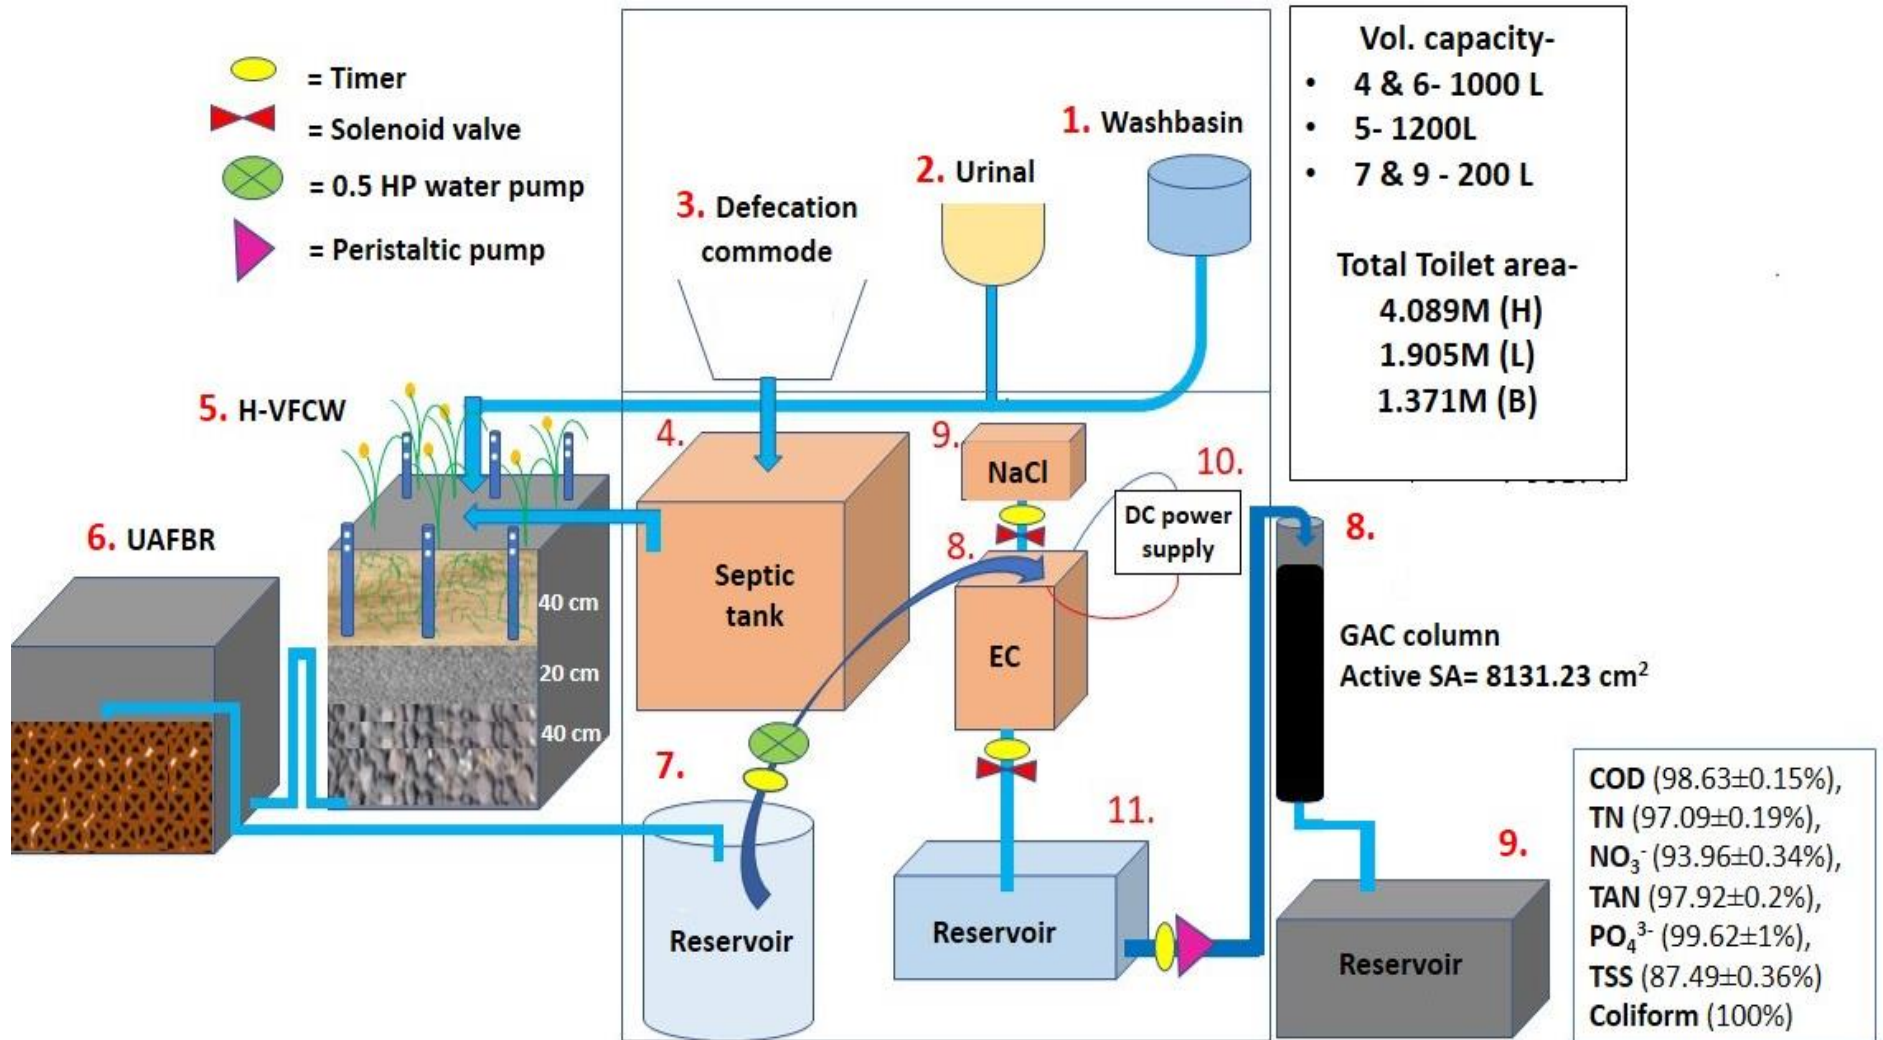 = Timer
= Solenoid valve
= 0.5 HP water pump
= Peristaltic pump
1. Washbasin
2. Urinal
3. Defecation
commode
Vol. capacity-
• 4 & 6- 1000 L
• 5- 1200L
• 7 & 9 - 200 L
Total Toilet area-
4.089M (H)
1.905M (L)
1.371M (B)
5. H-VFCW
40 cm
20 cm
40 cm
6. UAFBR
4.
Septic
tank
9.
NaCl
10.
DC power
supply
8.
EC
7.
Reservoir
11.
Reservoir
8.
GAC column
Active SA= 8131.23 cm²
9.
Reservoir
COD (98.63±0.15%),
TN (97.09±0.19%),
NO₃⁻ (93.96±0.34%),
TAN (97.92±0.2%),
PO₄³⁻ (99.62±1%),
TSS (87.49±0.36%)
Coliform (100%)